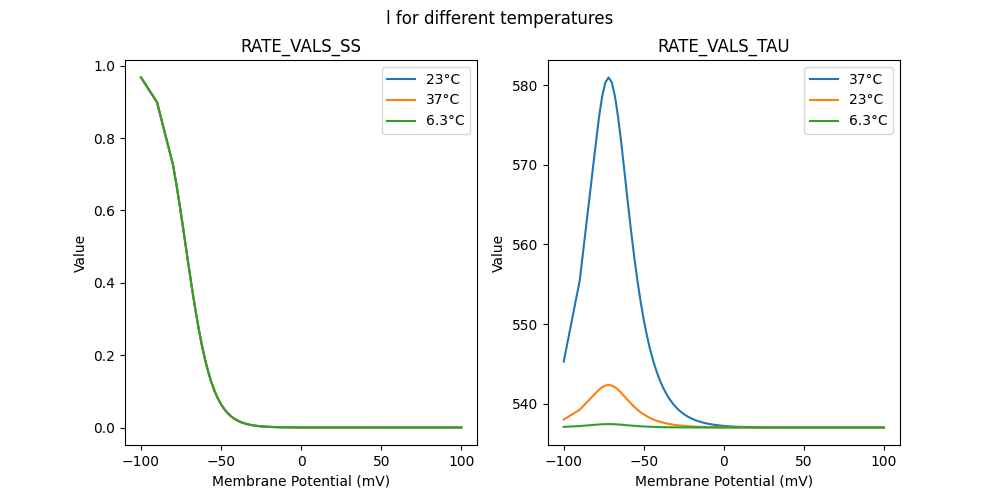 l for different temperatures
RATE_VALS_SS
1.0
0.8
0.6
0.4
0.2
0.0
Value
−100
−50
0
50
100
Membrane Potential (mV)
23°C
37°C
6.3°C
RATE_VALS_TAU
580
570
560
550
540
Value
−100
−50
0
50
100
Membrane Potential (mV)
37°C
23°C
6.3°C